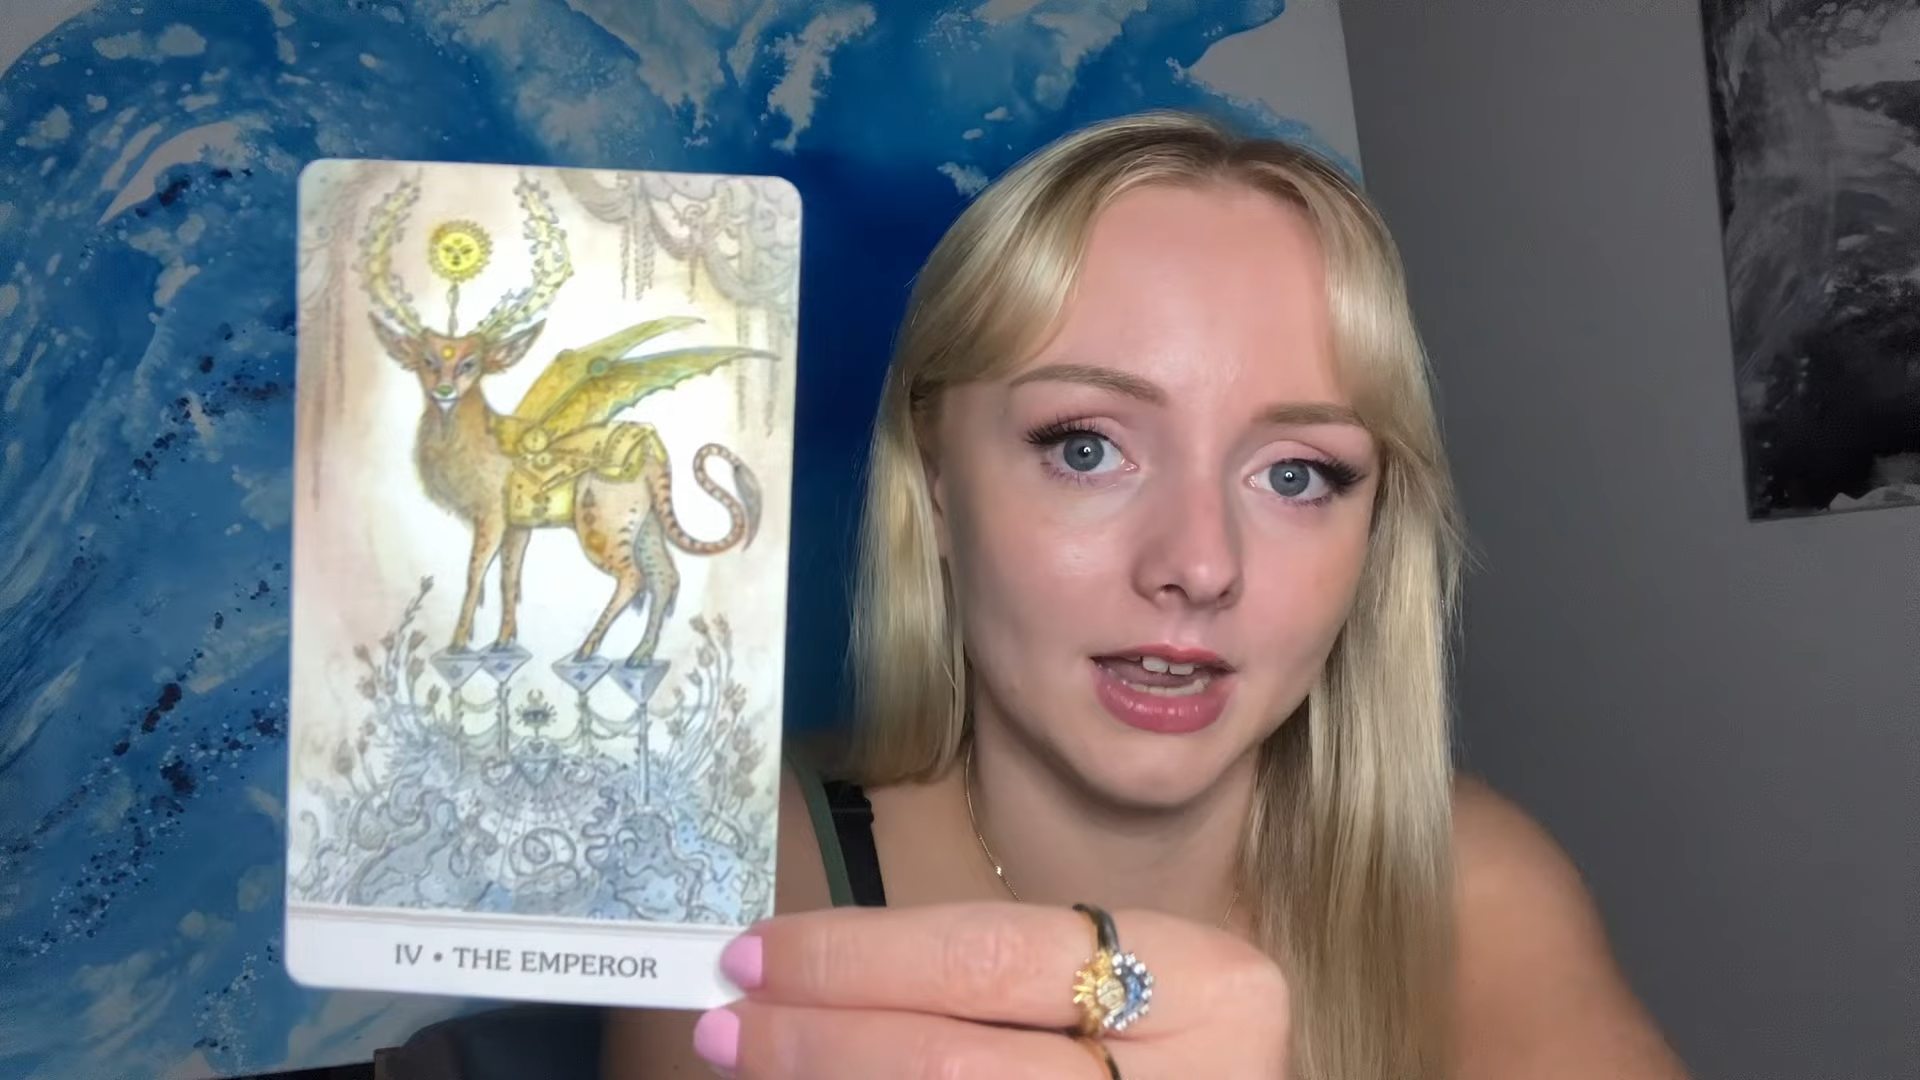 IV • THE EMPEROR